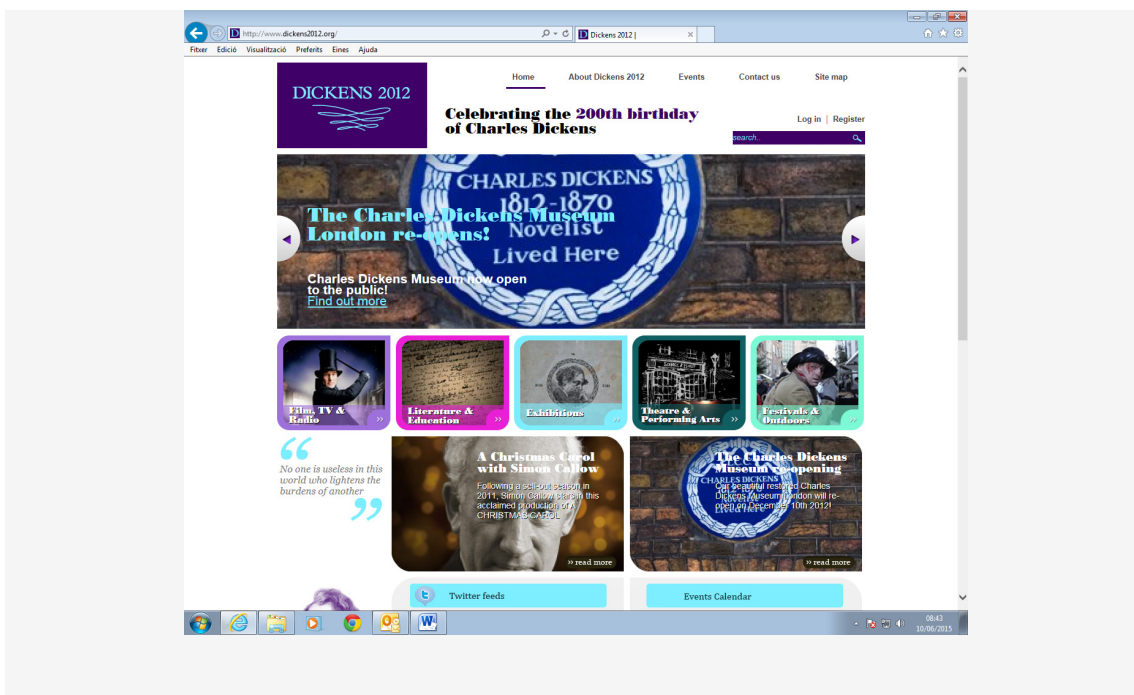 http://www.dickens2012.org/
Dickens 2012 |
Fitxer Edició Visualització Preferits Eines Ajuda
DICKENS 2012
Home About Dickens 2012 Events Contact us Site map
Celebrating the 200th birthday
of Charles Dickens
Log in | Register
search..
CHARLES DICKENS
1812-1870
Novelist
Lived Here
The Charles Dickens Museum
London re-opens!
Charles Dickens Museum now open
to the public!
Find out more
Film, TV &
Radio »
Literature &
Education »
Exhibitions »
Theatre &
Performing Arts »
Festivals &
Outdoors »
“
No one is useless in this
world who lightens the
burdens of another
”
A Christmas Carol
with Simon Callow
Following a sell-out season in
2011, Simon Callow stars in this
acclaimed production of A
CHRISTMAS CAROL
» read more
The Charles Dickens
Museum re-opening
Our beautiful restored Charles
Dickens Museum London will re-
open on December 10th 2012!
» read more
Twitter feeds
Events Calendar
08:43
10/06/2015